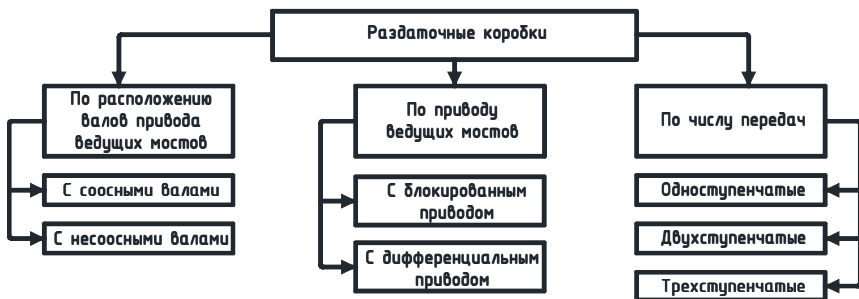 Раздаточные коробки
По расположению
валов привода
ведущих мостов
С соосными валами
С несоосными валами
По приводу
ведущих мостов
С блокированным
приводом
С дифференциальным
приводом
По числу передач
Одноступенчатые
Двухступенчатые
Трехступенчатые